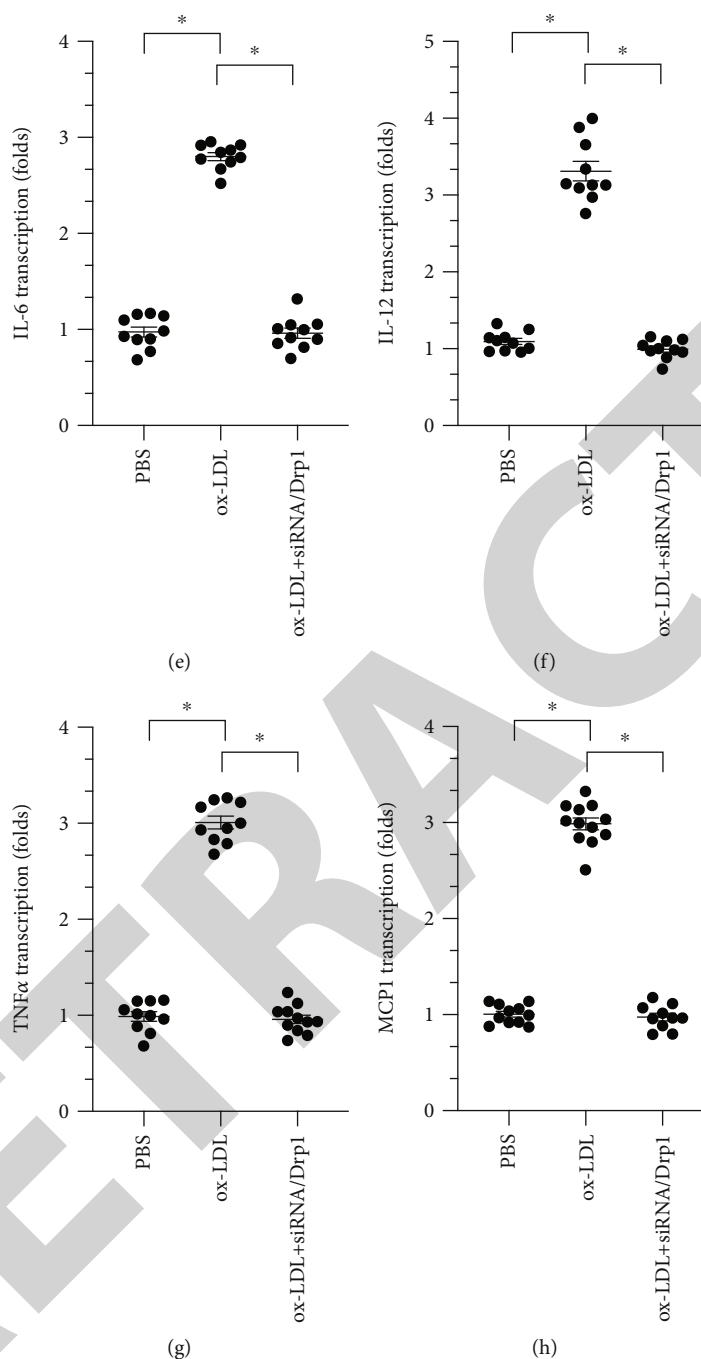 *
*
4
3
2
1
0
IL-6 transcription (folds)
PBS
ox-LDL
ox-LDL+siRNA/Drp1
(e)
*
*
5
4
3
2
1
0
IL-12 transcription (folds)
PBS
ox-LDL
ox-LDL+siRNA/Drp1
(f)
*
*
4
3
2
1
0
TNFα transcription (folds)
PBS
ox-LDL
ox-LDL+siRNA/Drp1
(g)
*
*
4
3
2
1
0
MCP1 transcription (folds)
PBS
ox-LDL
ox-LDL+siRNA/Drp1
(h)
ETRACT